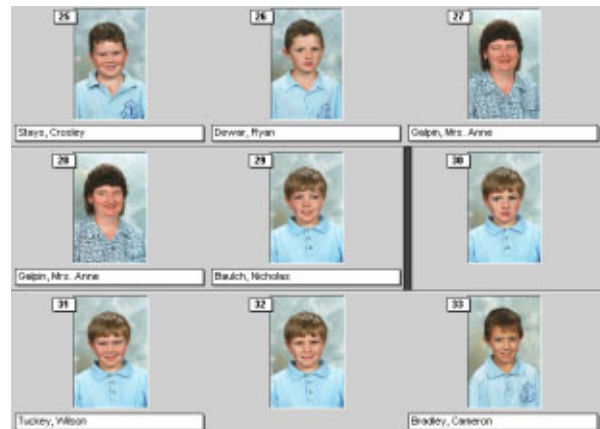 25
26
27
Stays, Crosley
Dewar, Ryan
Galpin, Mrs. Anne
28
29
30
Galpin, Mrs. Anne
Baulch, Nicholas
31
32
33
Tuckey, Wilson
Bradley, Cameron